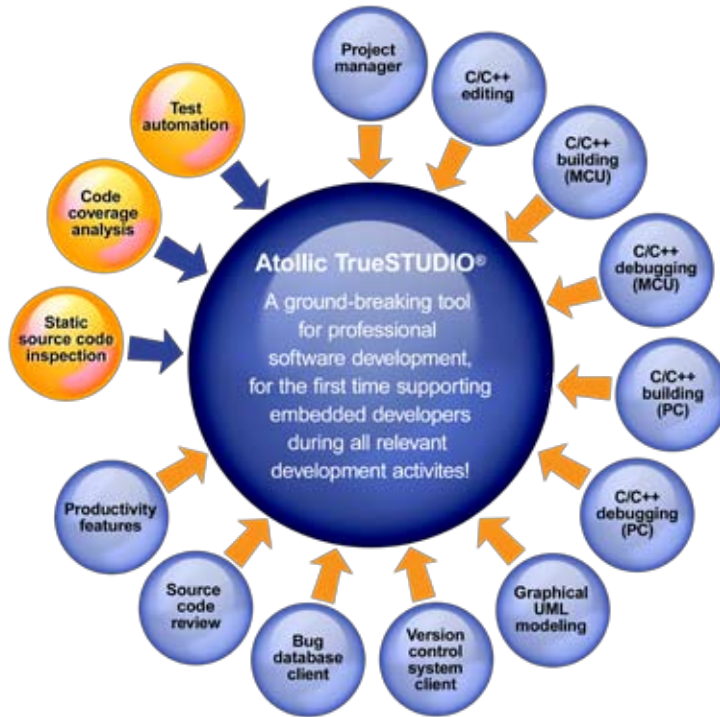 Project
manager
C/C++
editing
C/C++
building
(MCU)
C/C++
debugging
(MCU)
C/C++
building
(PC)
C/C++
debugging
(PC)
Graphical
UML
modeling
Version
control
system
client
Bug
database
client
Source
code
review
Productivity
features
Static
source code
inspection
Code
coverage
analysis
Test
automation
Atollic TrueSTUDIO®
A ground-breaking tool
for professional
software development,
for the first time supporting
embedded developers
during all relevant
development activites!